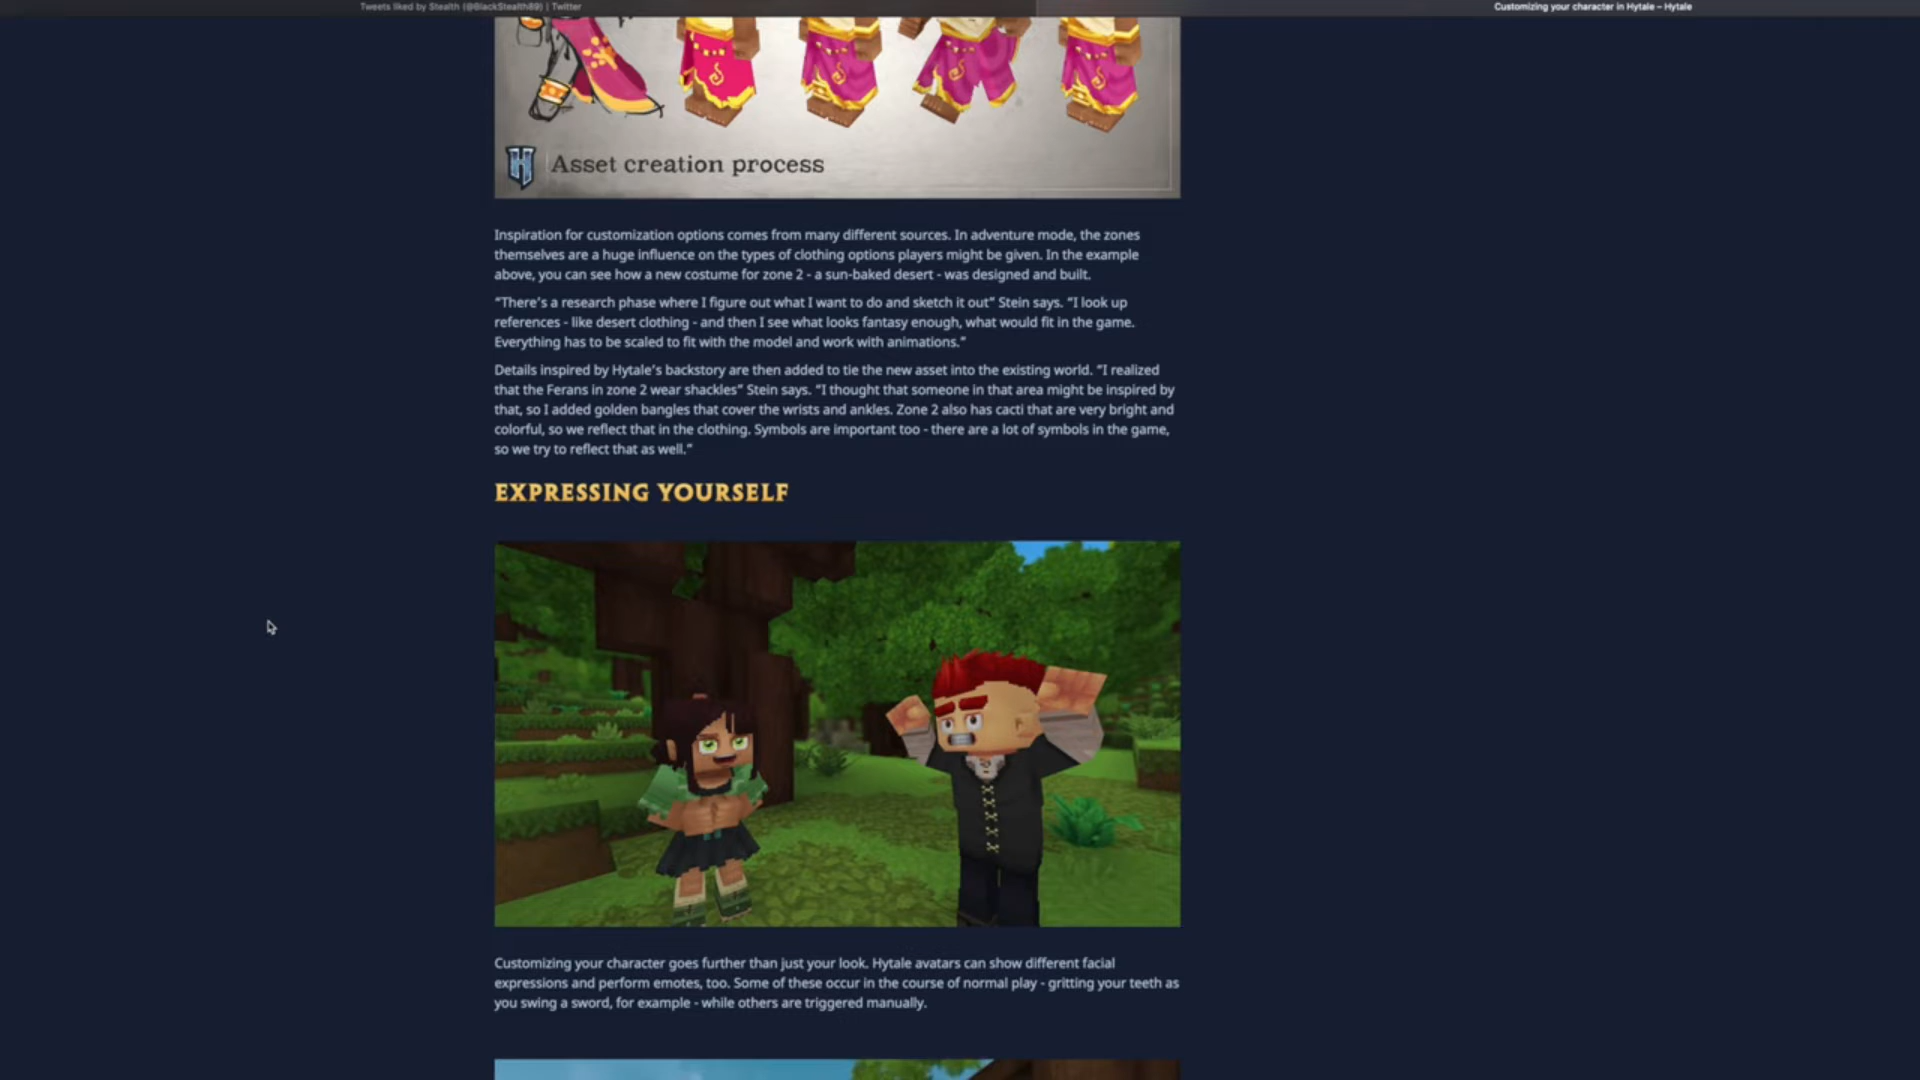 Tweets liked by Stealth (@BlackStealth89) | Twitter
Customizing your character in Hytale – Hytale
Asset creation process
Inspiration for customization options comes from many different sources. In adventure mode, the zones
themselves are a huge influence on the types of clothing options players might be given. In the example
above, you can see how a new costume for zone 2 - a sun-baked desert - was designed and built.
“There’s a research phase where I figure out what I want to do and sketch it out” Stein says. “I look up
references - like desert clothing - and then I see what looks fantasy enough, what would fit in the game.
Everything has to be scaled to fit with the model and work with animations.”
Details inspired by Hytale’s backstory are then added to tie the new asset into the existing world. “I realized
that the Ferans in zone 2 wear shackles” Stein says. “I thought that someone in that area might be inspired by
that, so I added golden bangles that cover the wrists and ankles. Zone 2 also has cacti that are very bright and
colorful, so we reflect that in the clothing. Symbols are important too - there are a lot of symbols in the game,
so we try to reflect that as well.”
EXPRESSING YOURSELF
Customizing your character goes further than just your look. Hytale avatars can show different facial
expressions and perform emotes, too. Some of these occur in the course of normal play - gritting your teeth as
you swing a sword, for example - while others are triggered manually.